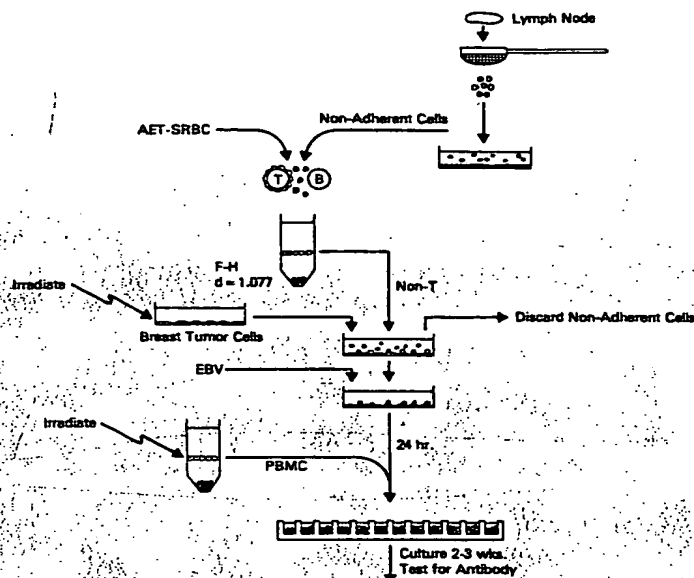 Lymph Node
Non-Adherent Cells
AET-SRBC
T
B
F-H
d = 1.077
Non-T
Irradiate
Breast Tumor Cells
Discard Non-Adherent Cells
EBV
Irradiate
24 hr.
PBMC
Culture 2-3 wks.
Test for Antibody